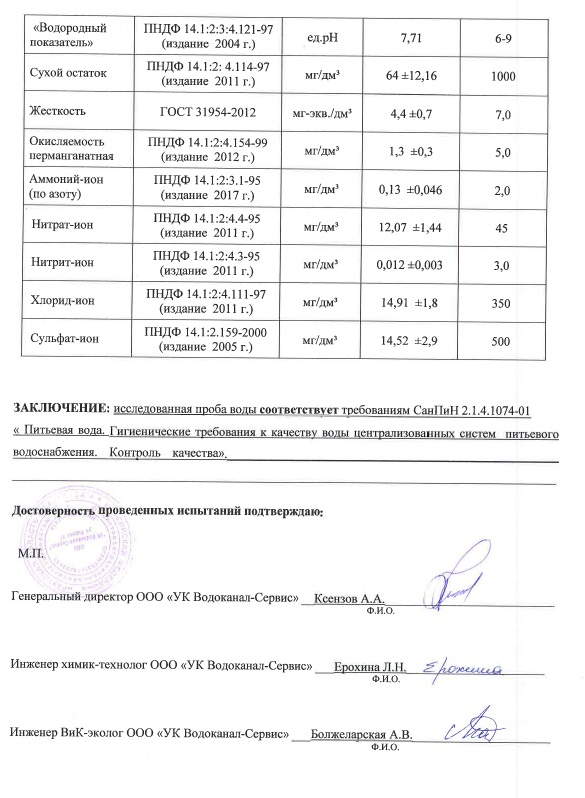 «Водородный показатель» ПНДФ 14.1:2:3:4.121-97 (издание 2004 г.) ед.pH 7,71 6-9
Сухой остаток ПНДФ 14.1:2: 4.114-97 (издание 2011 г.) мг/дм³ 64 ±12,16 1000
Жесткость ГОСТ 31954-2012 мг-экв./дм³ 4,4 ±0,7 7,0
Окисляемость перманганатная ПНДФ 14.1:2:4.154-99 (издание 2012 г.) мг/дм³ 1,3 ±0,3 5,0
Аммоний-ион (по азоту) ПНДФ 14.1:2:3.1-95 (издание 2017 г.) мг/дм³ 0,13 ±0,046 2,0
Нитрат-ион ПНДФ 14.1:2:4.4-95 (издание 2011 г.) мг/дм³ 12,07 ±1,44 45
Нитрит-ион ПНДФ 14.1:2:4.3-95 (издание 2011 г.) мг/дм³ 0,012 ±0,003 3,0
Хлорид-ион ПНДФ 14.1:2:4.111-97 (издание 2011 г.) мг/дм³ 14,91 ±1,8 350
Сульфат-ион ПНДФ 14.1:2.159-2000 (издание 2005 г.) мг/дм³ 14,52 ±2,9 500
ЗАКЛЮЧЕНИЕ: исследованная проба воды соответствует требованиям СанПиН 2.1.4.1074-01
« Питьевая вода. Гигиенические требования к качеству воды централизованных систем питьевого
водоснабжения. Контроль качества».
Достоверность проведенных испытаний подтверждаю:
М.П.
Генеральный директор ООО «УК Водоканал-Сервис» Ксензов А.А.
Ф.И.О.
Инженер химик-технолог ООО «УК Водоканал-Сервис» Ерохина Л.Н. Ерохина
Ф.И.О.
Инженер ВиК-эколог ООО «УК Водоканал-Сервис» Болжеларская А.В.
Ф.И.О.